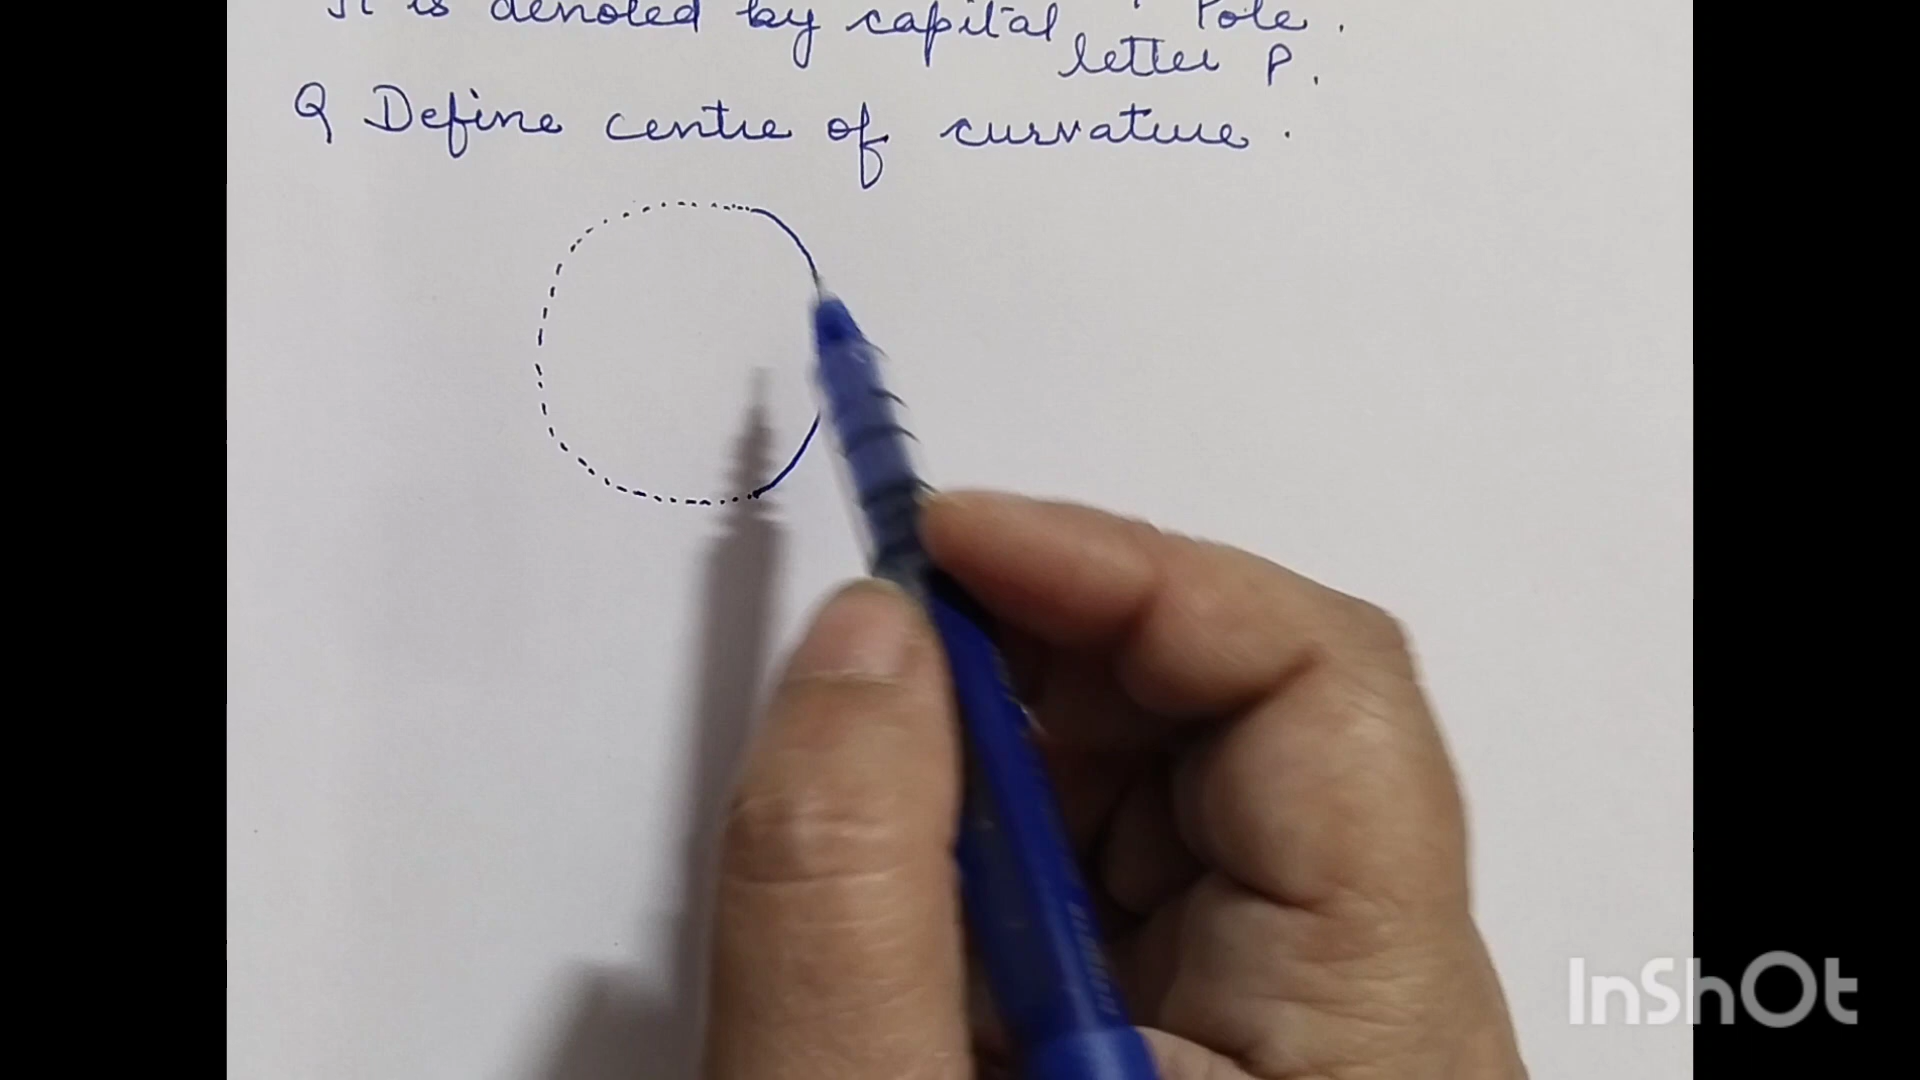 It is denoted by capital Pole.
letter P.
Q Define centre of curvature.
InShOt